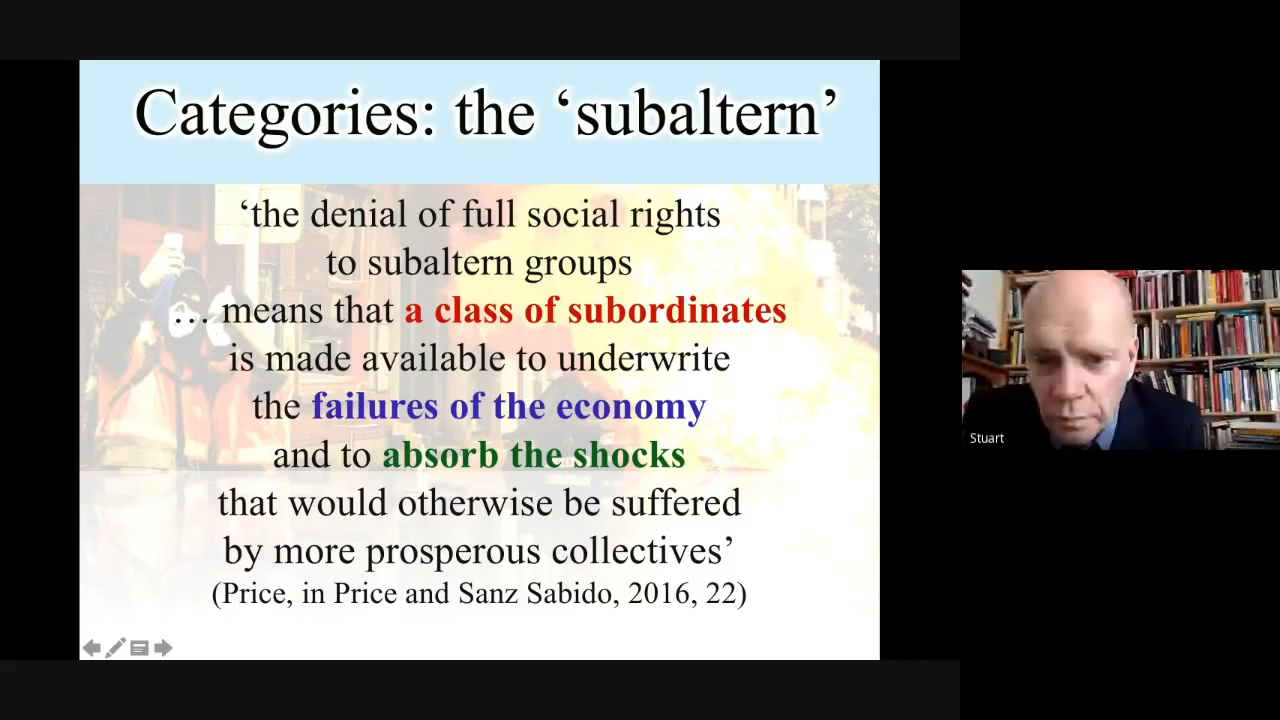 Categories: the ‘subaltern’
‘the denial of full social rights
to subaltern groups
… means that a class of subordinates
is made available to underwrite
the failures of the economy
and to absorb the shocks
that would otherwise be suffered
by more prosperous collectives’
(Price, in Price and Sanz Sabido, 2016, 22)
Stuart